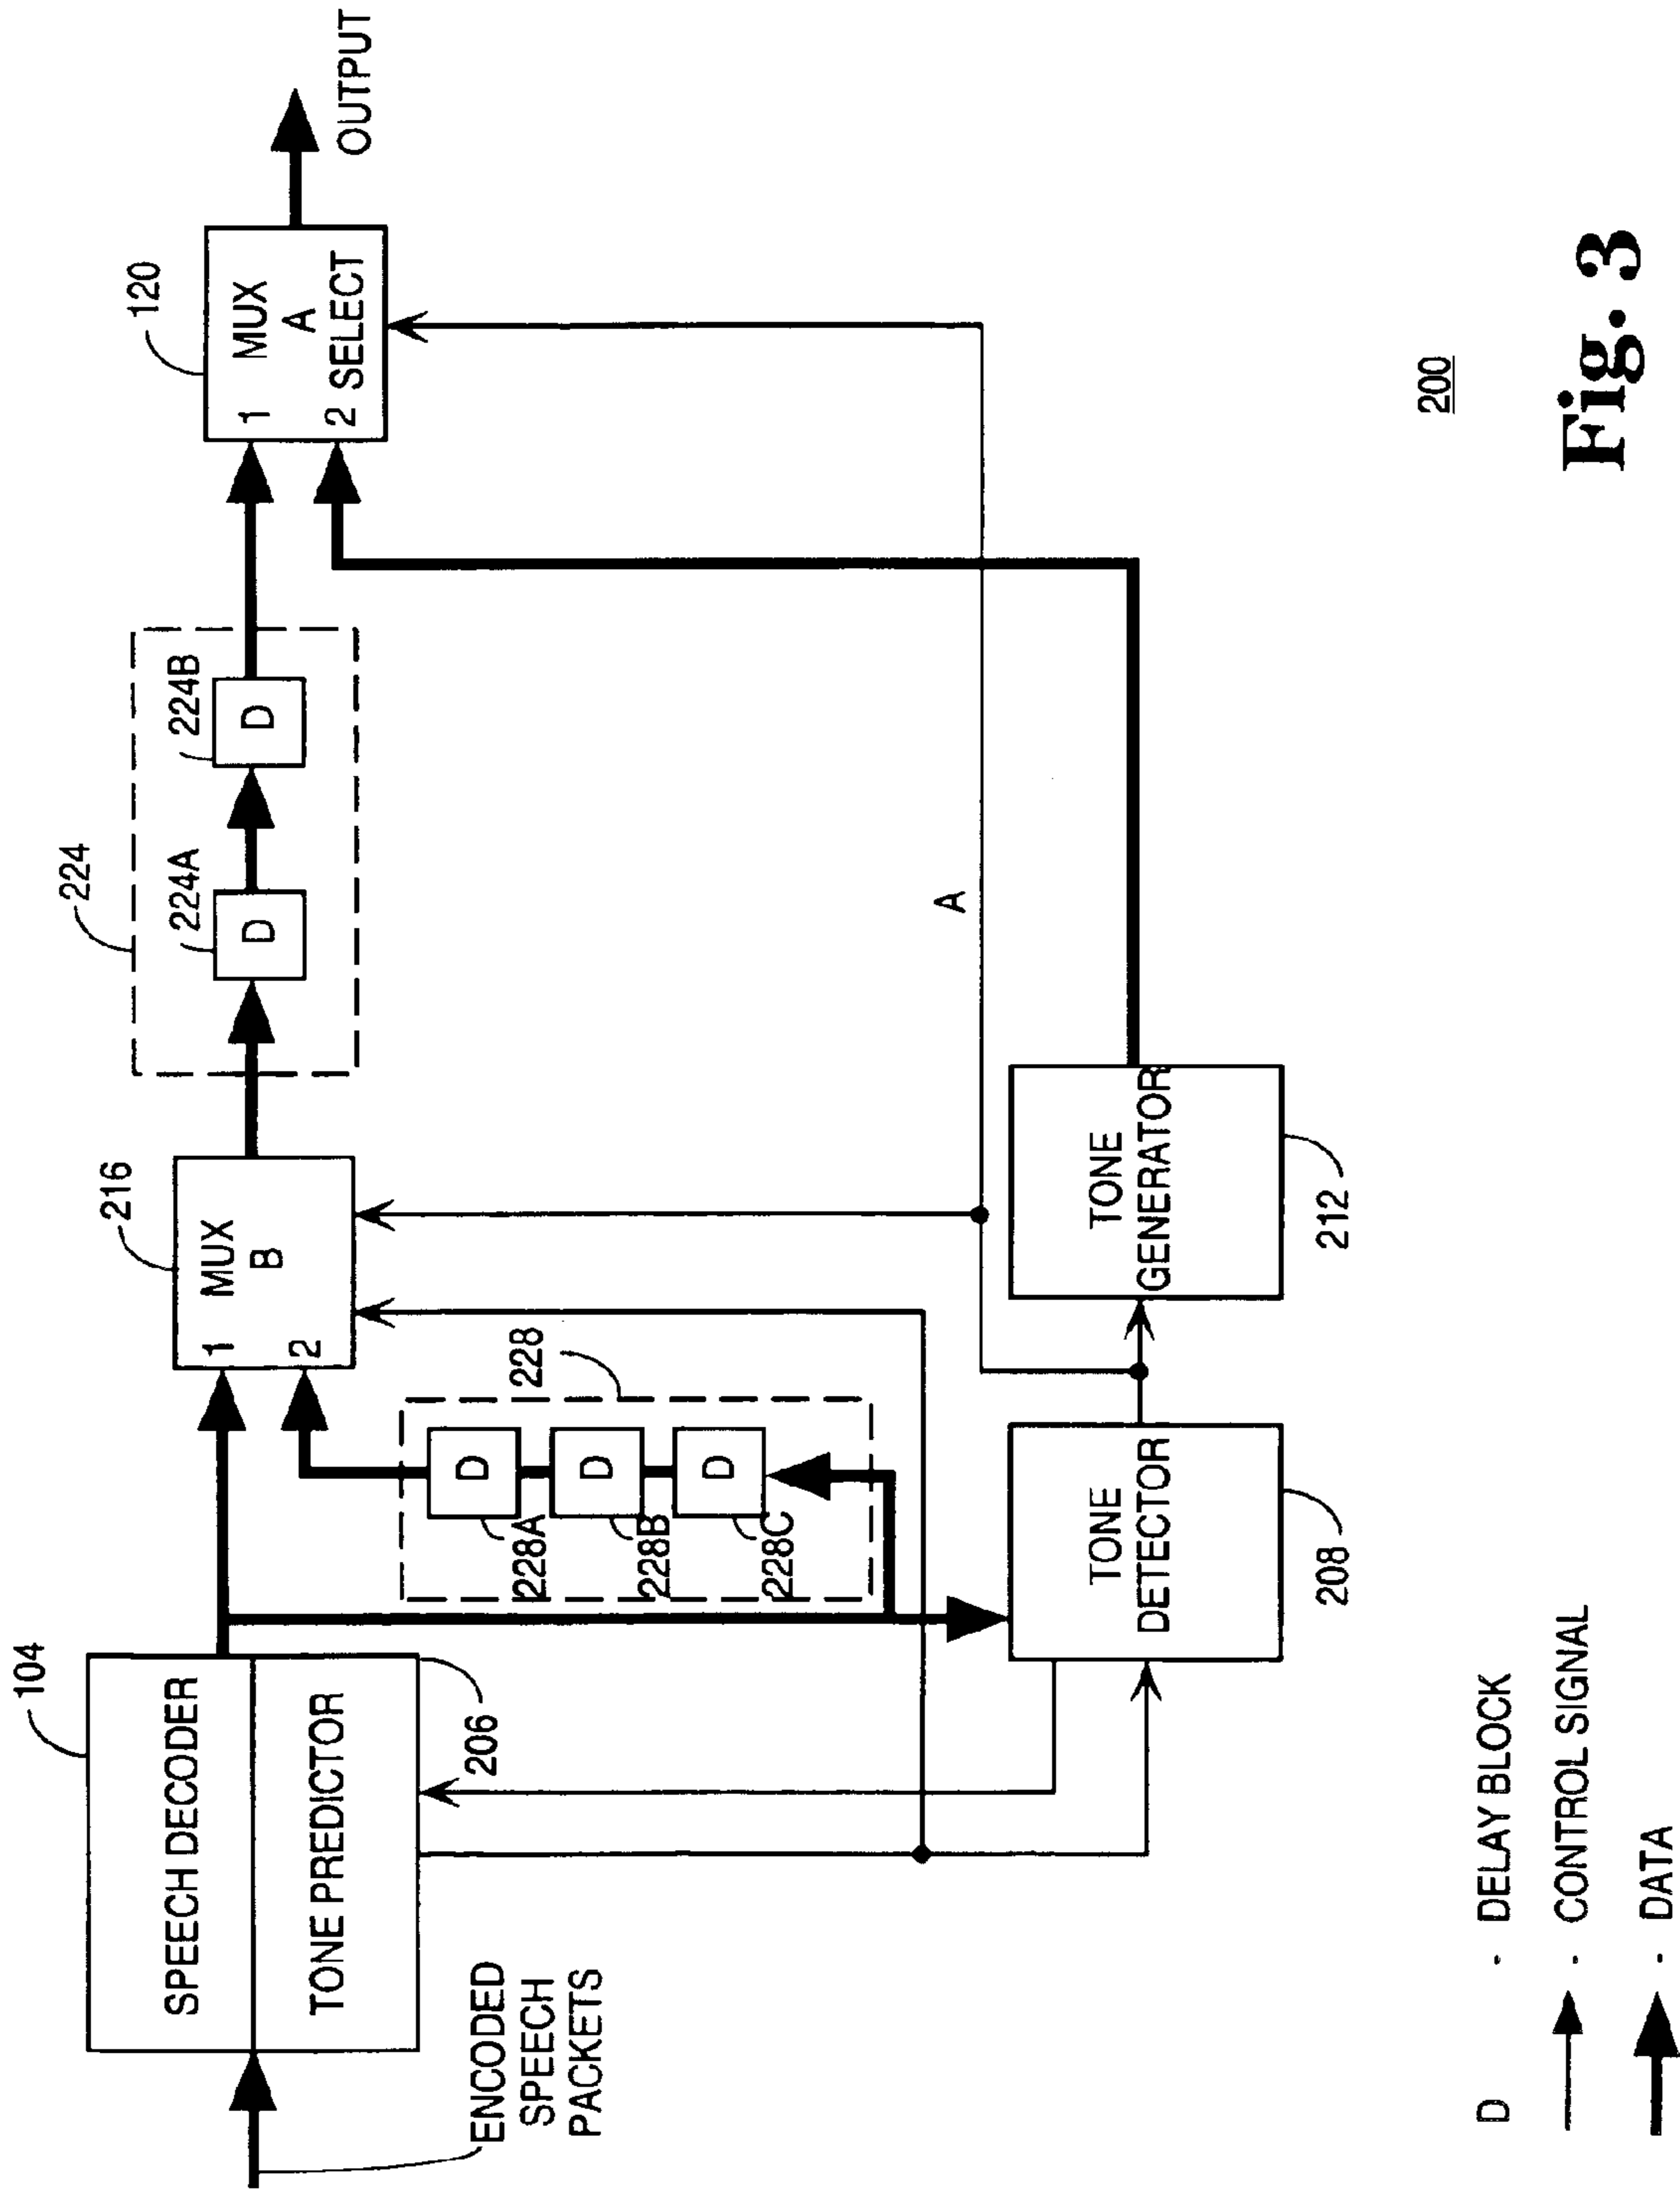 104
SPEECH DECODER
TONE PREDICTOR
206
ENCODED
SPEECH
PACKETS
216
1
MUX
B
2
228
D
D
D
228A
228B
228C
224
224A
D
224B
D
120
1
MUX
A
2 SELECT
OUTPUT
A
TONE
DETECTOR
208
TONE
GENERATOR
212
D - DELAY BLOCK
- CONTROL SIGNAL
- DATA
200
Fig. 3